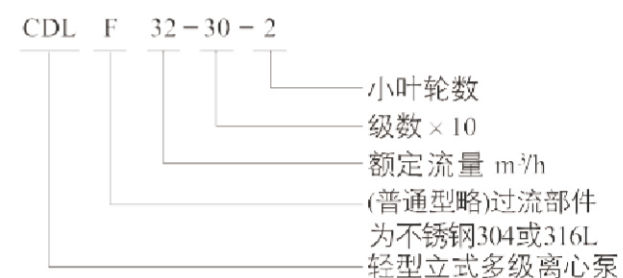 CDL F 32-30-2
小叶轮数
级数×10
额定流量 m³/h
(普通型略)过流部件
为不锈钢304或316L
轻型立式多级离心泵